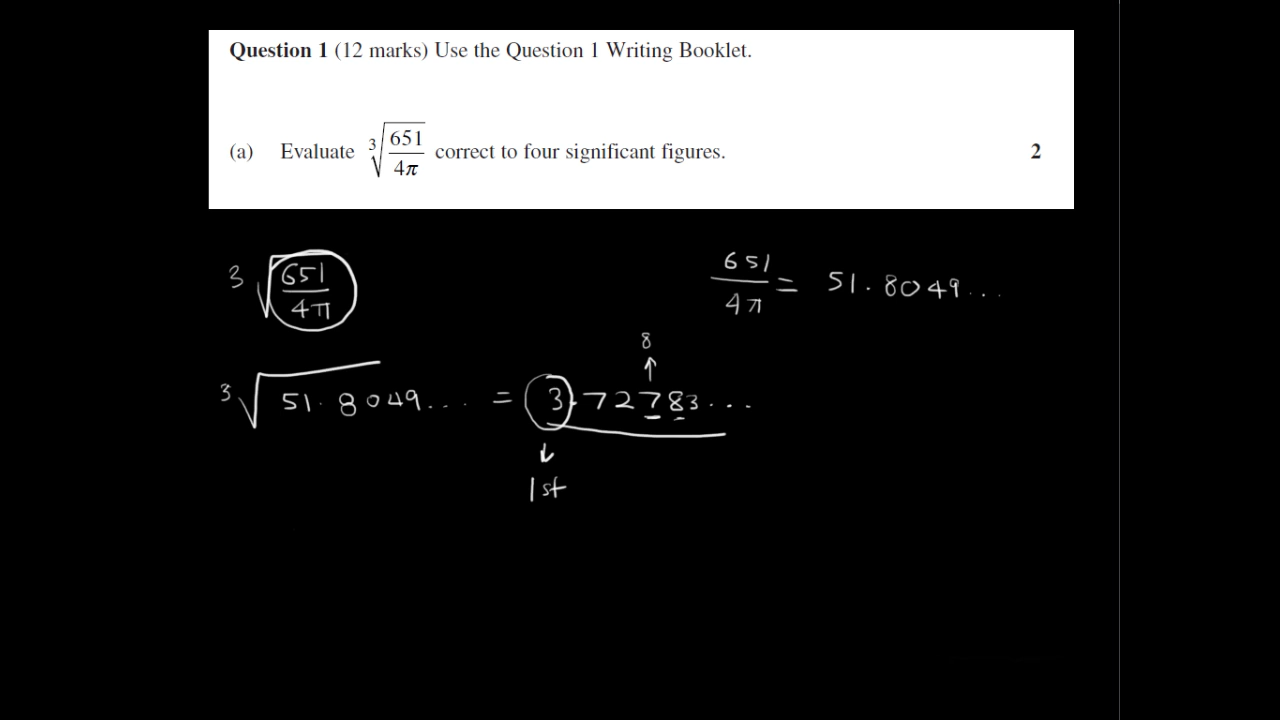 Question 1 (12 marks) Use the Question 1 Writing Booklet.
(a) Evaluate ∛(651/4π) correct to four significant figures. 2
∛(651/4π)
651/4π = 51.8049...
8
∛51.8049... = 3.72783...
1st